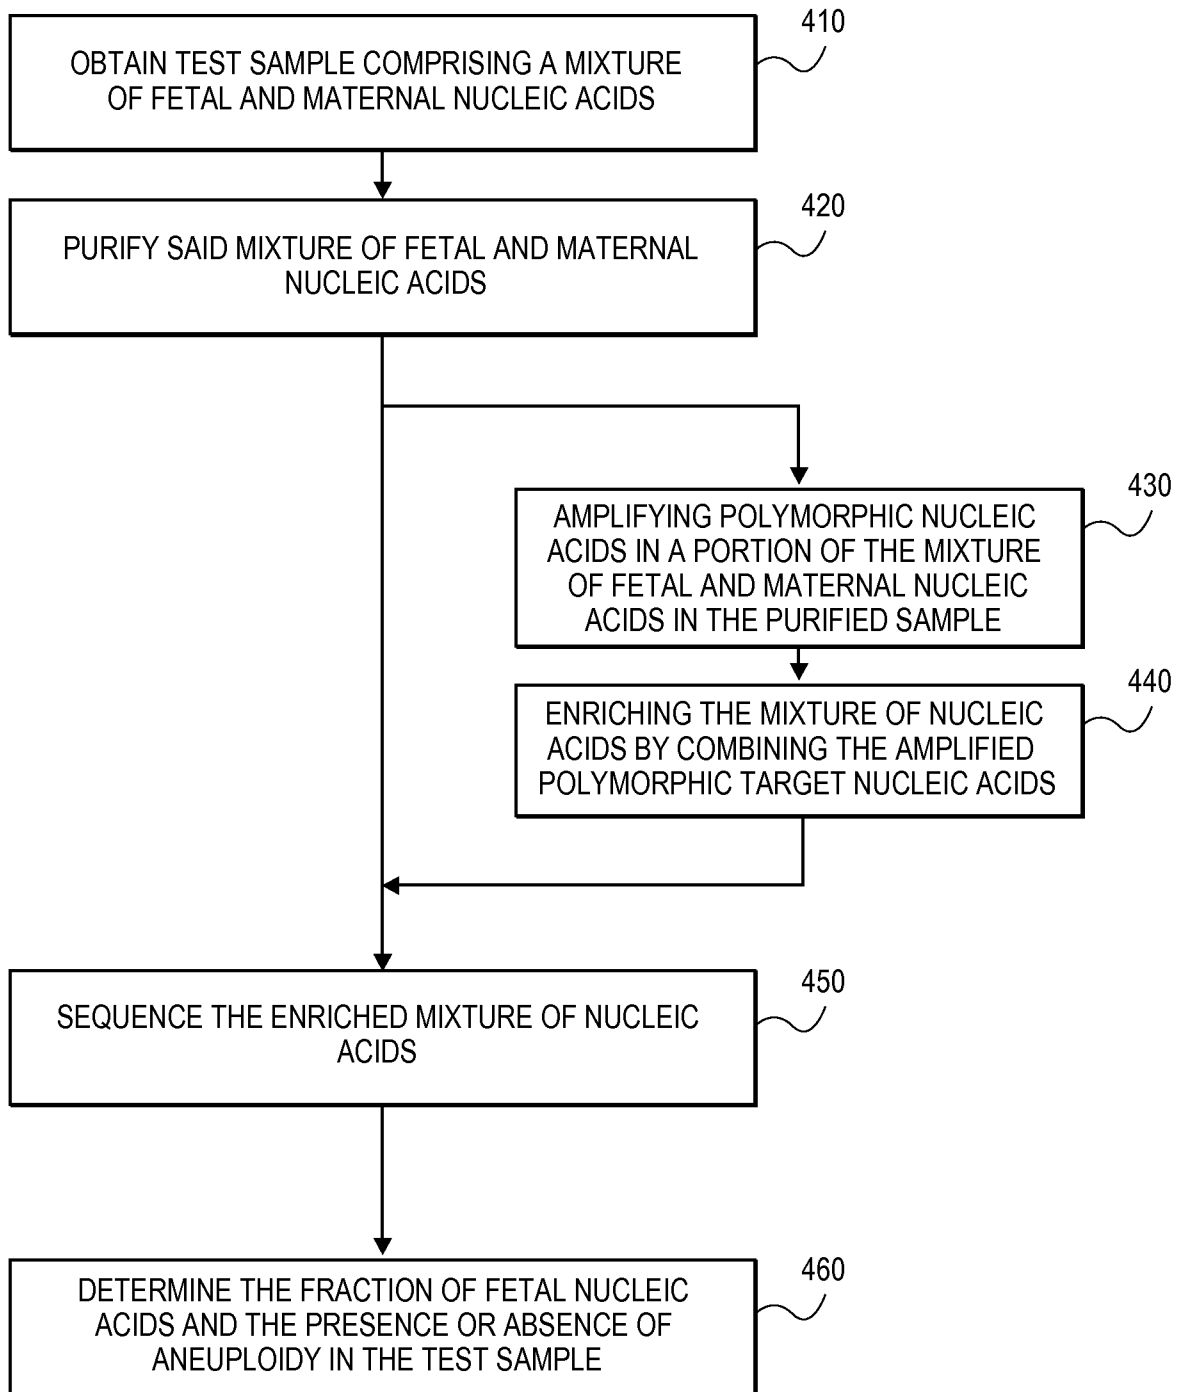 410
OBTAIN TEST SAMPLE COMPRISING A MIXTURE
OF FETAL AND MATERNAL NUCLEIC ACIDS
420
PURIFY SAID MIXTURE OF FETAL AND MATERNAL
NUCLEIC ACIDS
430
AMPLIFYING POLYMORPHIC NUCLEIC
ACIDS IN A PORTION OF THE MIXTURE
OF FETAL AND MATERNAL NUCLEIC
ACIDS IN THE PURIFIED SAMPLE
440
ENRICHING THE MIXTURE OF NUCLEIC
ACIDS BY COMBINING THE AMPLIFIED
POLYMORPHIC TARGET NUCLEIC ACIDS
450
SEQUENCE THE ENRICHED MIXTURE OF NUCLEIC
ACIDS
460
DETERMINE THE FRACTION OF FETAL NUCLEIC
ACIDS AND THE PRESENCE OR ABSENCE OF
ANEUPLOIDY IN THE TEST SAMPLE